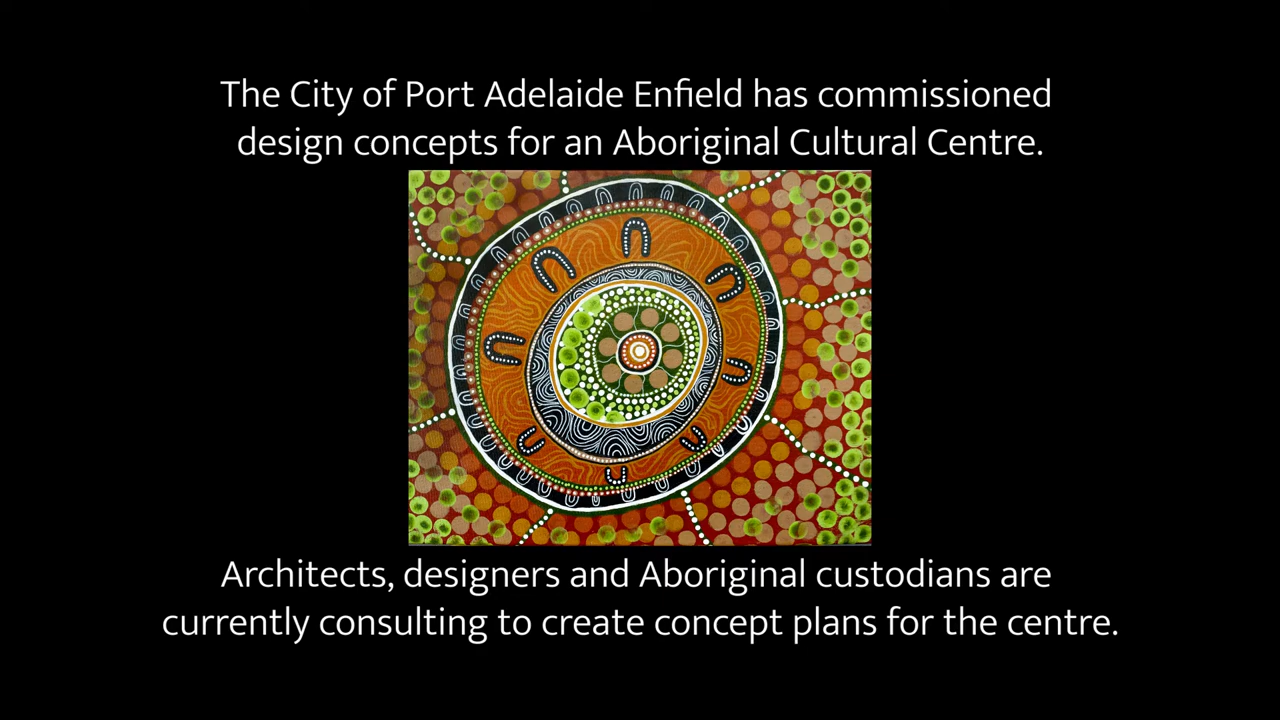 The City of Port Adelaide Enfield has commissioned
design concepts for an Aboriginal Cultural Centre.
Architects, designers and Aboriginal custodians are
currently consulting to create concept plans for the centre.